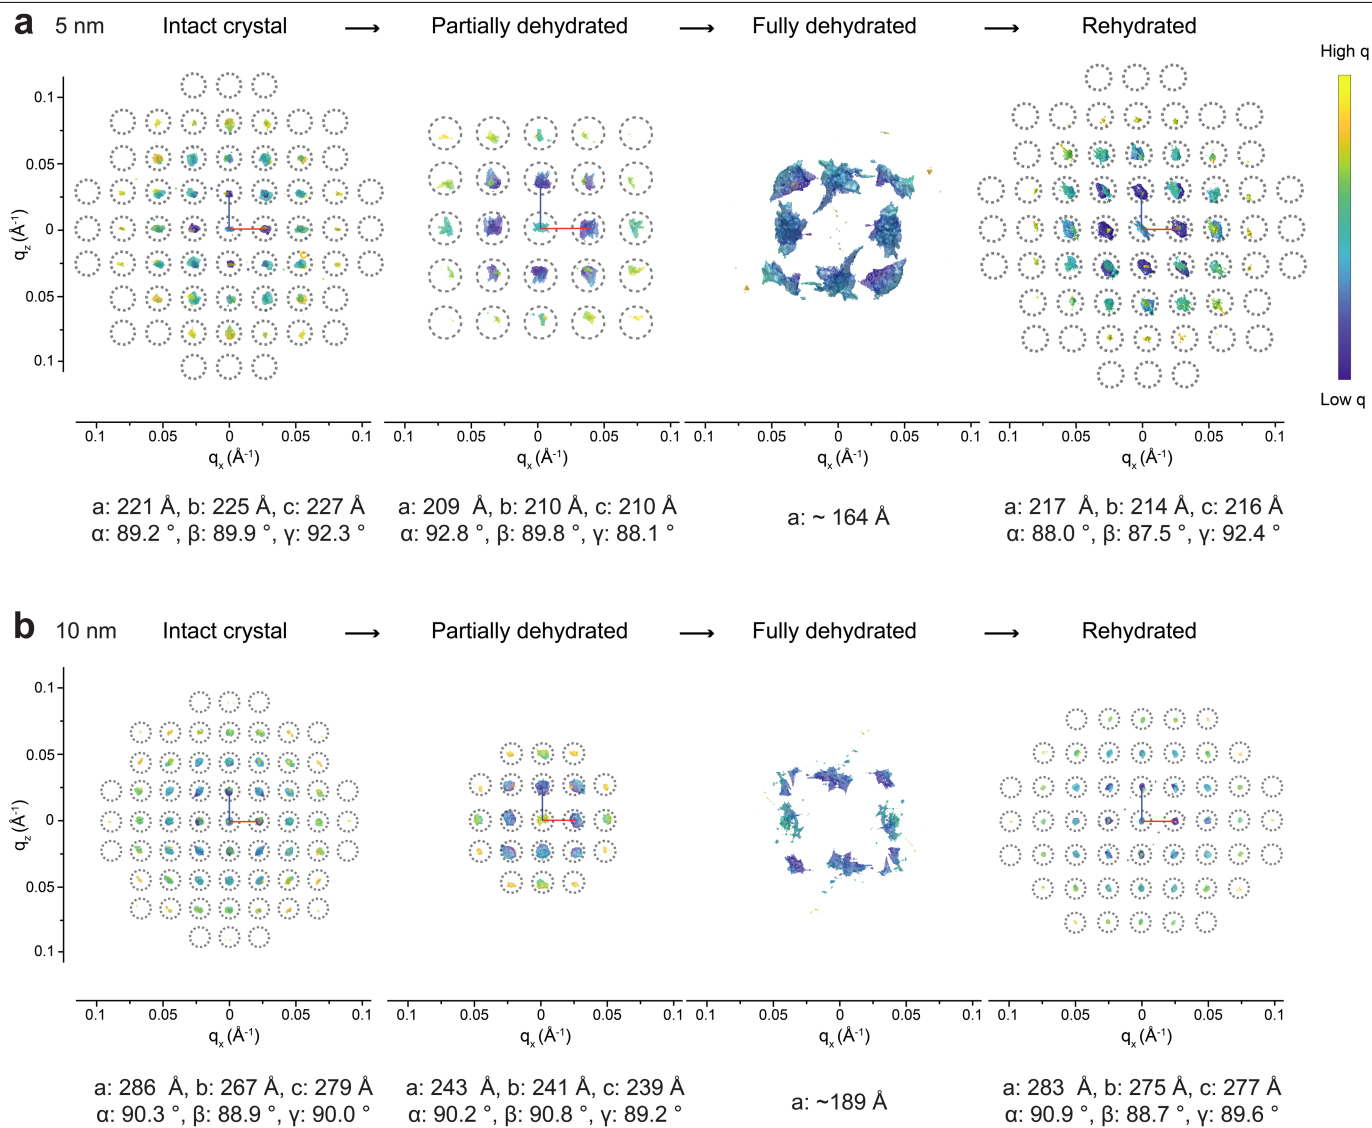 a 5 nm Intact crystal → Partially dehydrated → Fully dehydrated → Rehydrated
High q
Low q
0.1
0.05
0
0.05
0.1
qz (Å-1)
0.1 0.05 0 0.05 0.1
qx (Å-1)
0.1 0.05 0 0.05 0.1
qx (Å-1)
0.1 0.05 0 0.05 0.1
qx (Å-1)
0.1 0.05 0 0.05 0.1
qx (Å-1)
a: 221 Å, b: 225 Å, c: 227 Å
α: 89.2 °, β: 89.9 °, γ: 92.3 °
a: 209 Å, b: 210 Å, c: 210 Å
α: 92.8 °, β: 89.8 °, γ: 88.1 °
a: ~ 164 Å
a: 217 Å, b: 214 Å, c: 216 Å
α: 88.0 °, β: 87.5 °, γ: 92.4 °
b 10 nm Intact crystal → Partially dehydrated → Fully dehydrated → Rehydrated
0.1
0.05
0
0.05
0.1
qz (Å-1)
0.1 0.05 0 0.05 0.1
qx (Å-1)
0.1 0.05 0 0.05 0.1
qx (Å-1)
0.1 0.05 0 0.05 0.1
qx (Å-1)
0.1 0.05 0 0.05 0.1
qx (Å-1)
a: 286 Å, b: 267 Å, c: 279 Å
α: 90.3 °, β: 88.9 °, γ: 90.0 °
a: 243 Å, b: 241 Å, c: 239 Å
α: 90.2 °, β: 90.8 °, γ: 89.2 °
a: ~189 Å
a: 283 Å, b: 275 Å, c: 277 Å
α: 90.9 °, β: 88.7 °, γ: 89.6 °